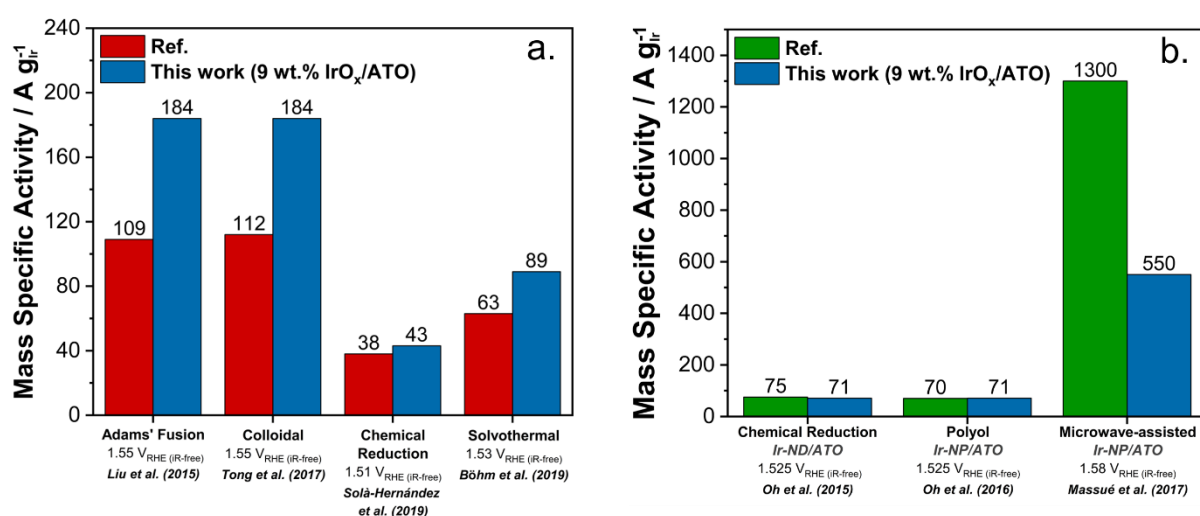 a.
Mass Specific Activity / A g_Ir^-1
240
200
160
120
80
40
0
Ref.
This work (9 wt.% IrOₓ/ATO)
109
184
112
184
38
43
63
89
Adams' Fusion
1.55 V_RHE (iR-free)
Liu et al. (2015)
Colloidal
1.55 V_RHE (iR-free)
Tong et al. (2017)
Chemical
Reduction
1.51 V_RHE (iR-free)
Solà-Hernández
et al. (2019)
Solvothermal
1.53 V_RHE (iR-free)
Böhm et al. (2019)
b.
Mass Specific Activity / A g_Ir^-1
1400
1200
1000
800
600
400
200
0
Ref.
This work (9 wt.% IrOₓ/ATO)
75
71
70
71
1300
550
Chemical Reduction
Ir-ND/ATO
1.525 V_RHE (iR-free)
Oh et al. (2015)
Polyol
Ir-NP/ATO
1.525 V_RHE (iR-free)
Oh et al. (2016)
Microwave-assisted
Ir-NP/ATO
1.58 V_RHE (iR-free)
Massué et al. (2017)